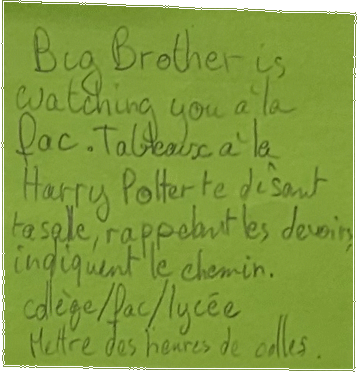 Big Brother is
watching you à la
fac. Tableaux à la
Harry Potter te disant
ta salle, rappelant les devoirs,
indiquent le chemin.
colège/fac/lycée
Mettre des heures de colles.